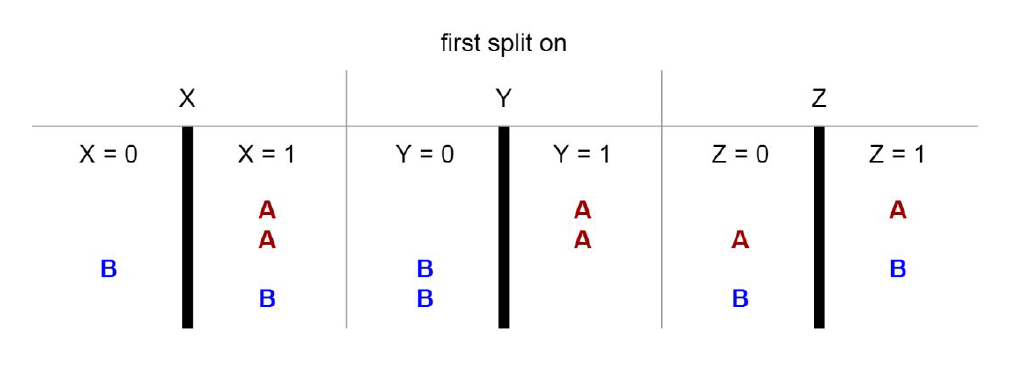 first split on
X Y Z
X = 0 X = 1 Y = 0 Y = 1 Z = 0 Z = 1
A A A
A A A
B B B
B B B